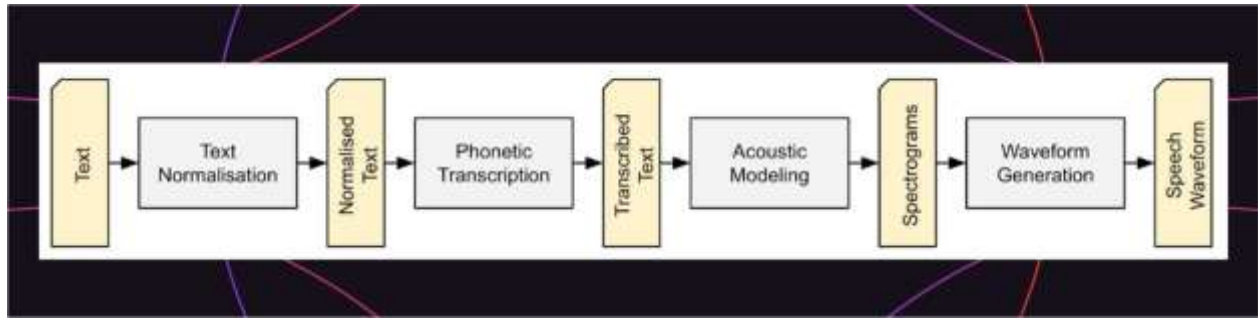 Text
Text
Normalisation
Normalised
Text
Phonetic
Transcription
Transcribed
Text
Acoustic
Modeling
Spectrograms
Waveform
Generation
Speech
Waveform